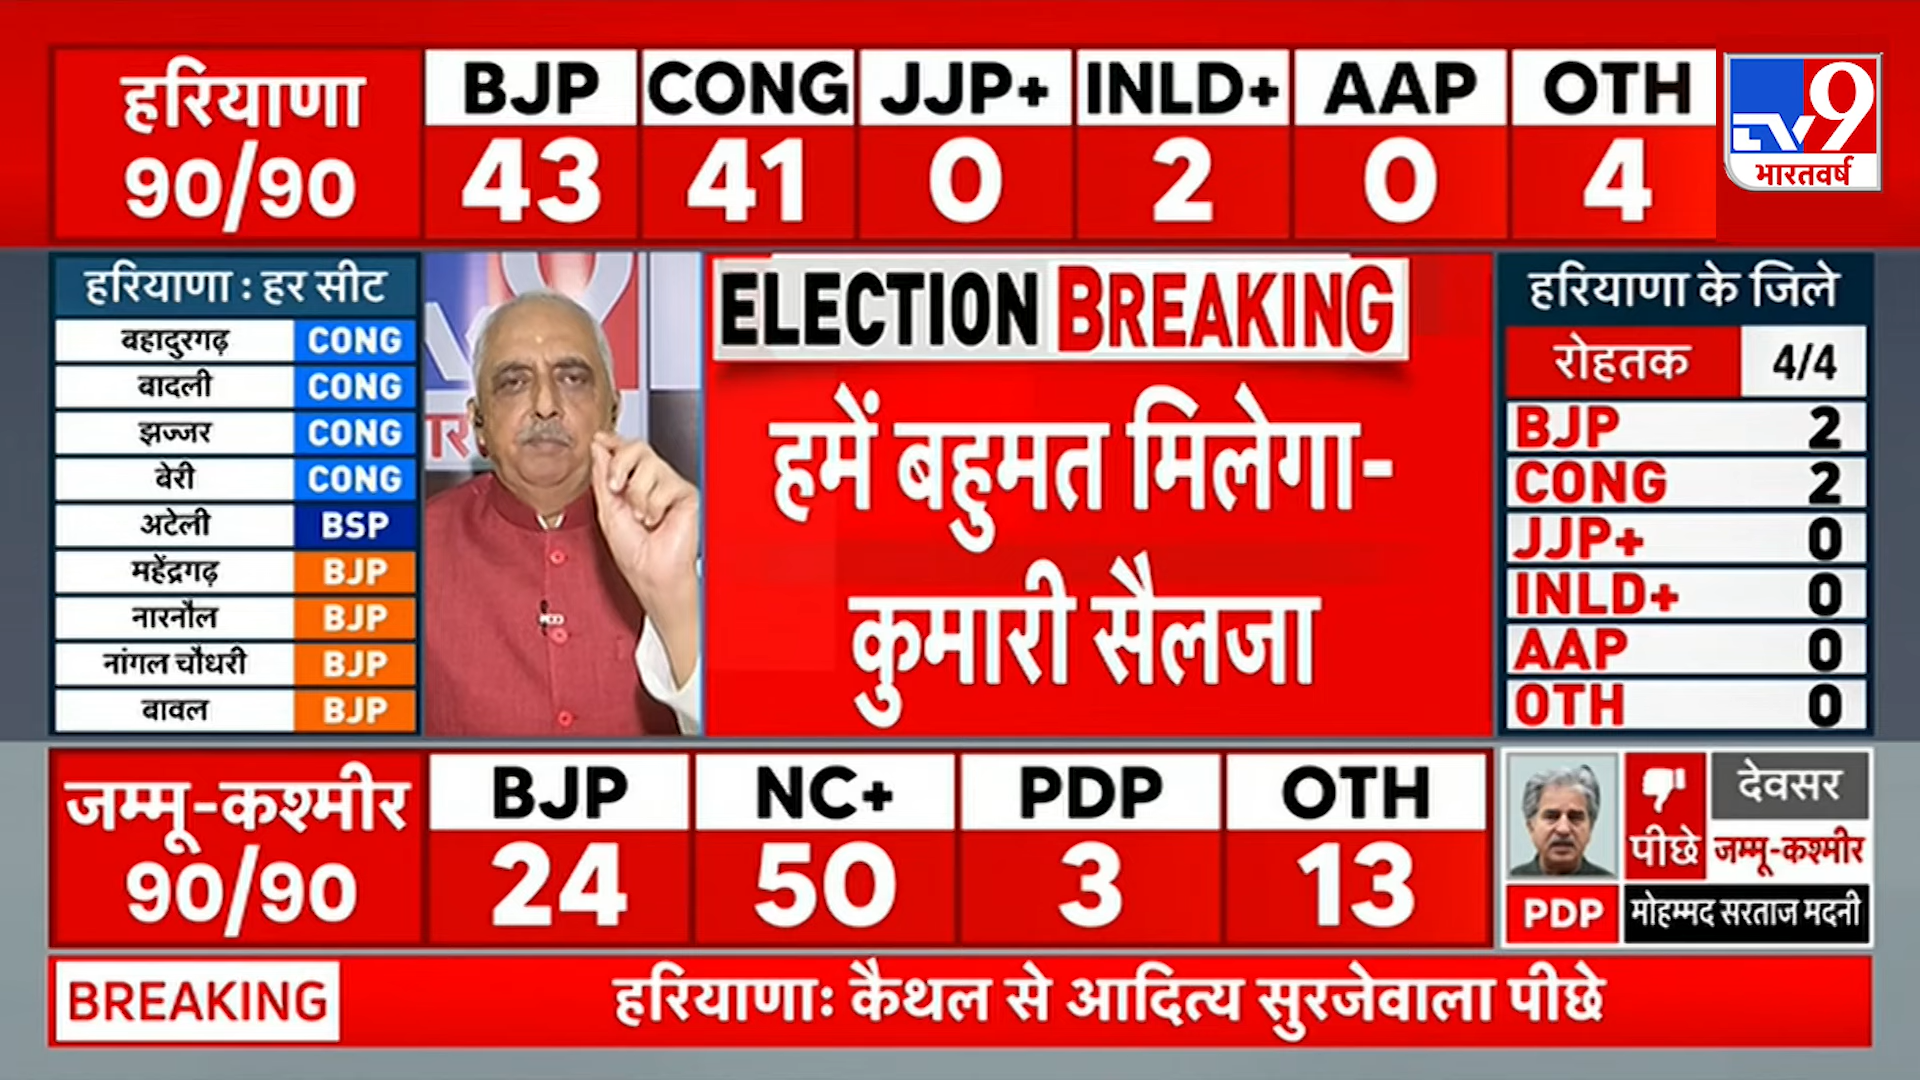 हरियाणा
90/90
BJP CONG JJP+ INLD+ AAP OTH
43 41 0 2 0 4
TV9
भारतवर्ष
हरियाणा : हर सीट
बहादुरगढ़ CONG
बादली CONG
झज्जर CONG
बेरी CONG
अटेली BSP
महेंद्रगढ़ BJP
नारनौल BJP
नांगल चौधरी BJP
बावल BJP
ELECTION BREAKING
हमें बहुमत मिलेगा-
कुमारी सैलजा
हरियाणा के जिले
रोहतक 4/4
BJP 2
CONG 2
JJP+ 0
INLD+ 0
AAP 0
OTH 0
जम्मू-कश्मीर
90/90
BJP NC+ PDP OTH
24 50 3 13
देवसर
पीछे जम्मू-कश्मीर
PDP मोहम्मद सरताज मदनी
BREAKING हरियाणाः कैथल से आदित्य सुरजेवाला पीछे